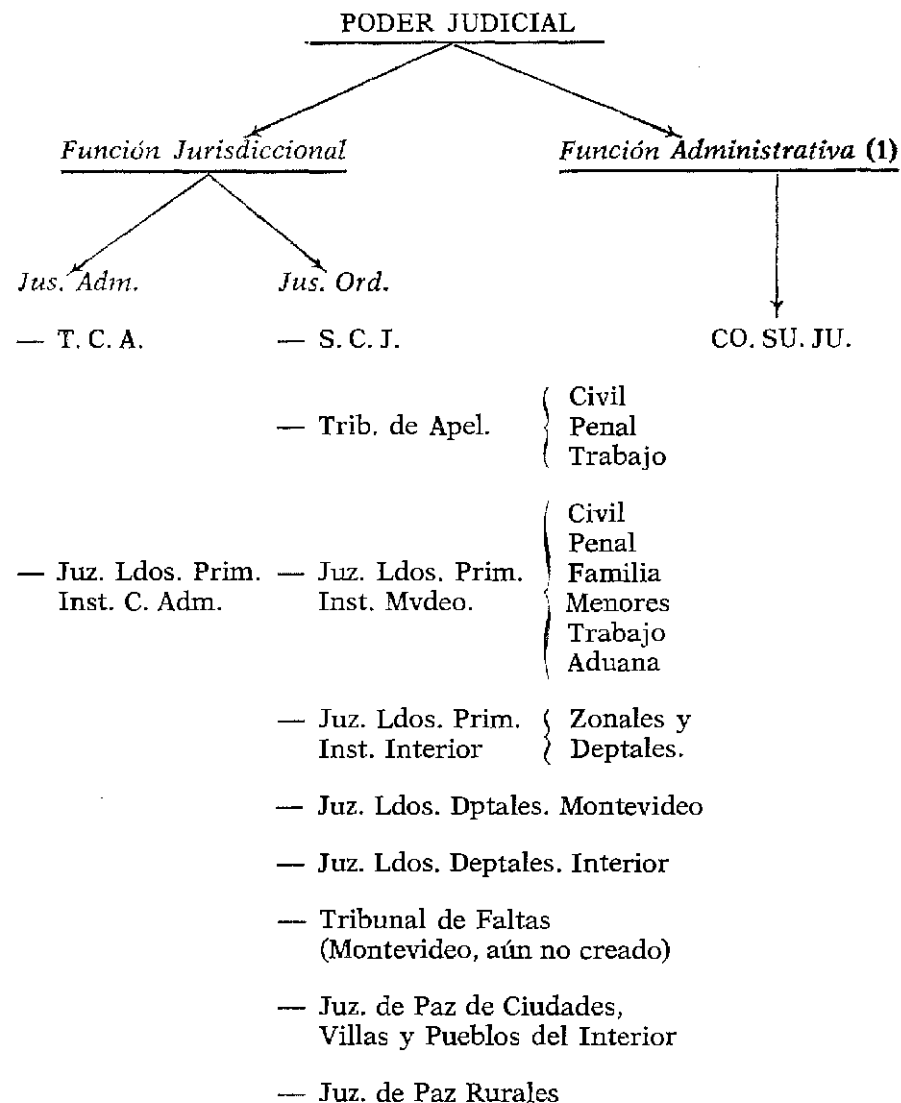 PODER JUDICIAL
Función Jurisdiccional
Función Administrativa (1)
Jus. Adm.
Jus. Ord.
— T. C. A.
— S. C. J.
CO. SU. JU.
— Trib. de Apel.
Civil
Penal
Trabajo
— Juz. Ldos. Prim.
Inst. C. Adm.
— Juz. Ldos. Prim.
Inst. Mvdeo.
Civil
Penal
Familia
Menores
Trabajo
Aduana
— Juz. Ldos. Prim.
Inst. Interior
Zonales y
Deptales.
— Juz. Ldos. Dptales. Montevideo
— Juz. Ldos. Deptales. Interior
— Tribunal de Faltas
(Montevideo, aún no creado)
— Juz. de Paz de Ciudades,
Villas y Pueblos del Interior
— Juz. de Paz Rurales